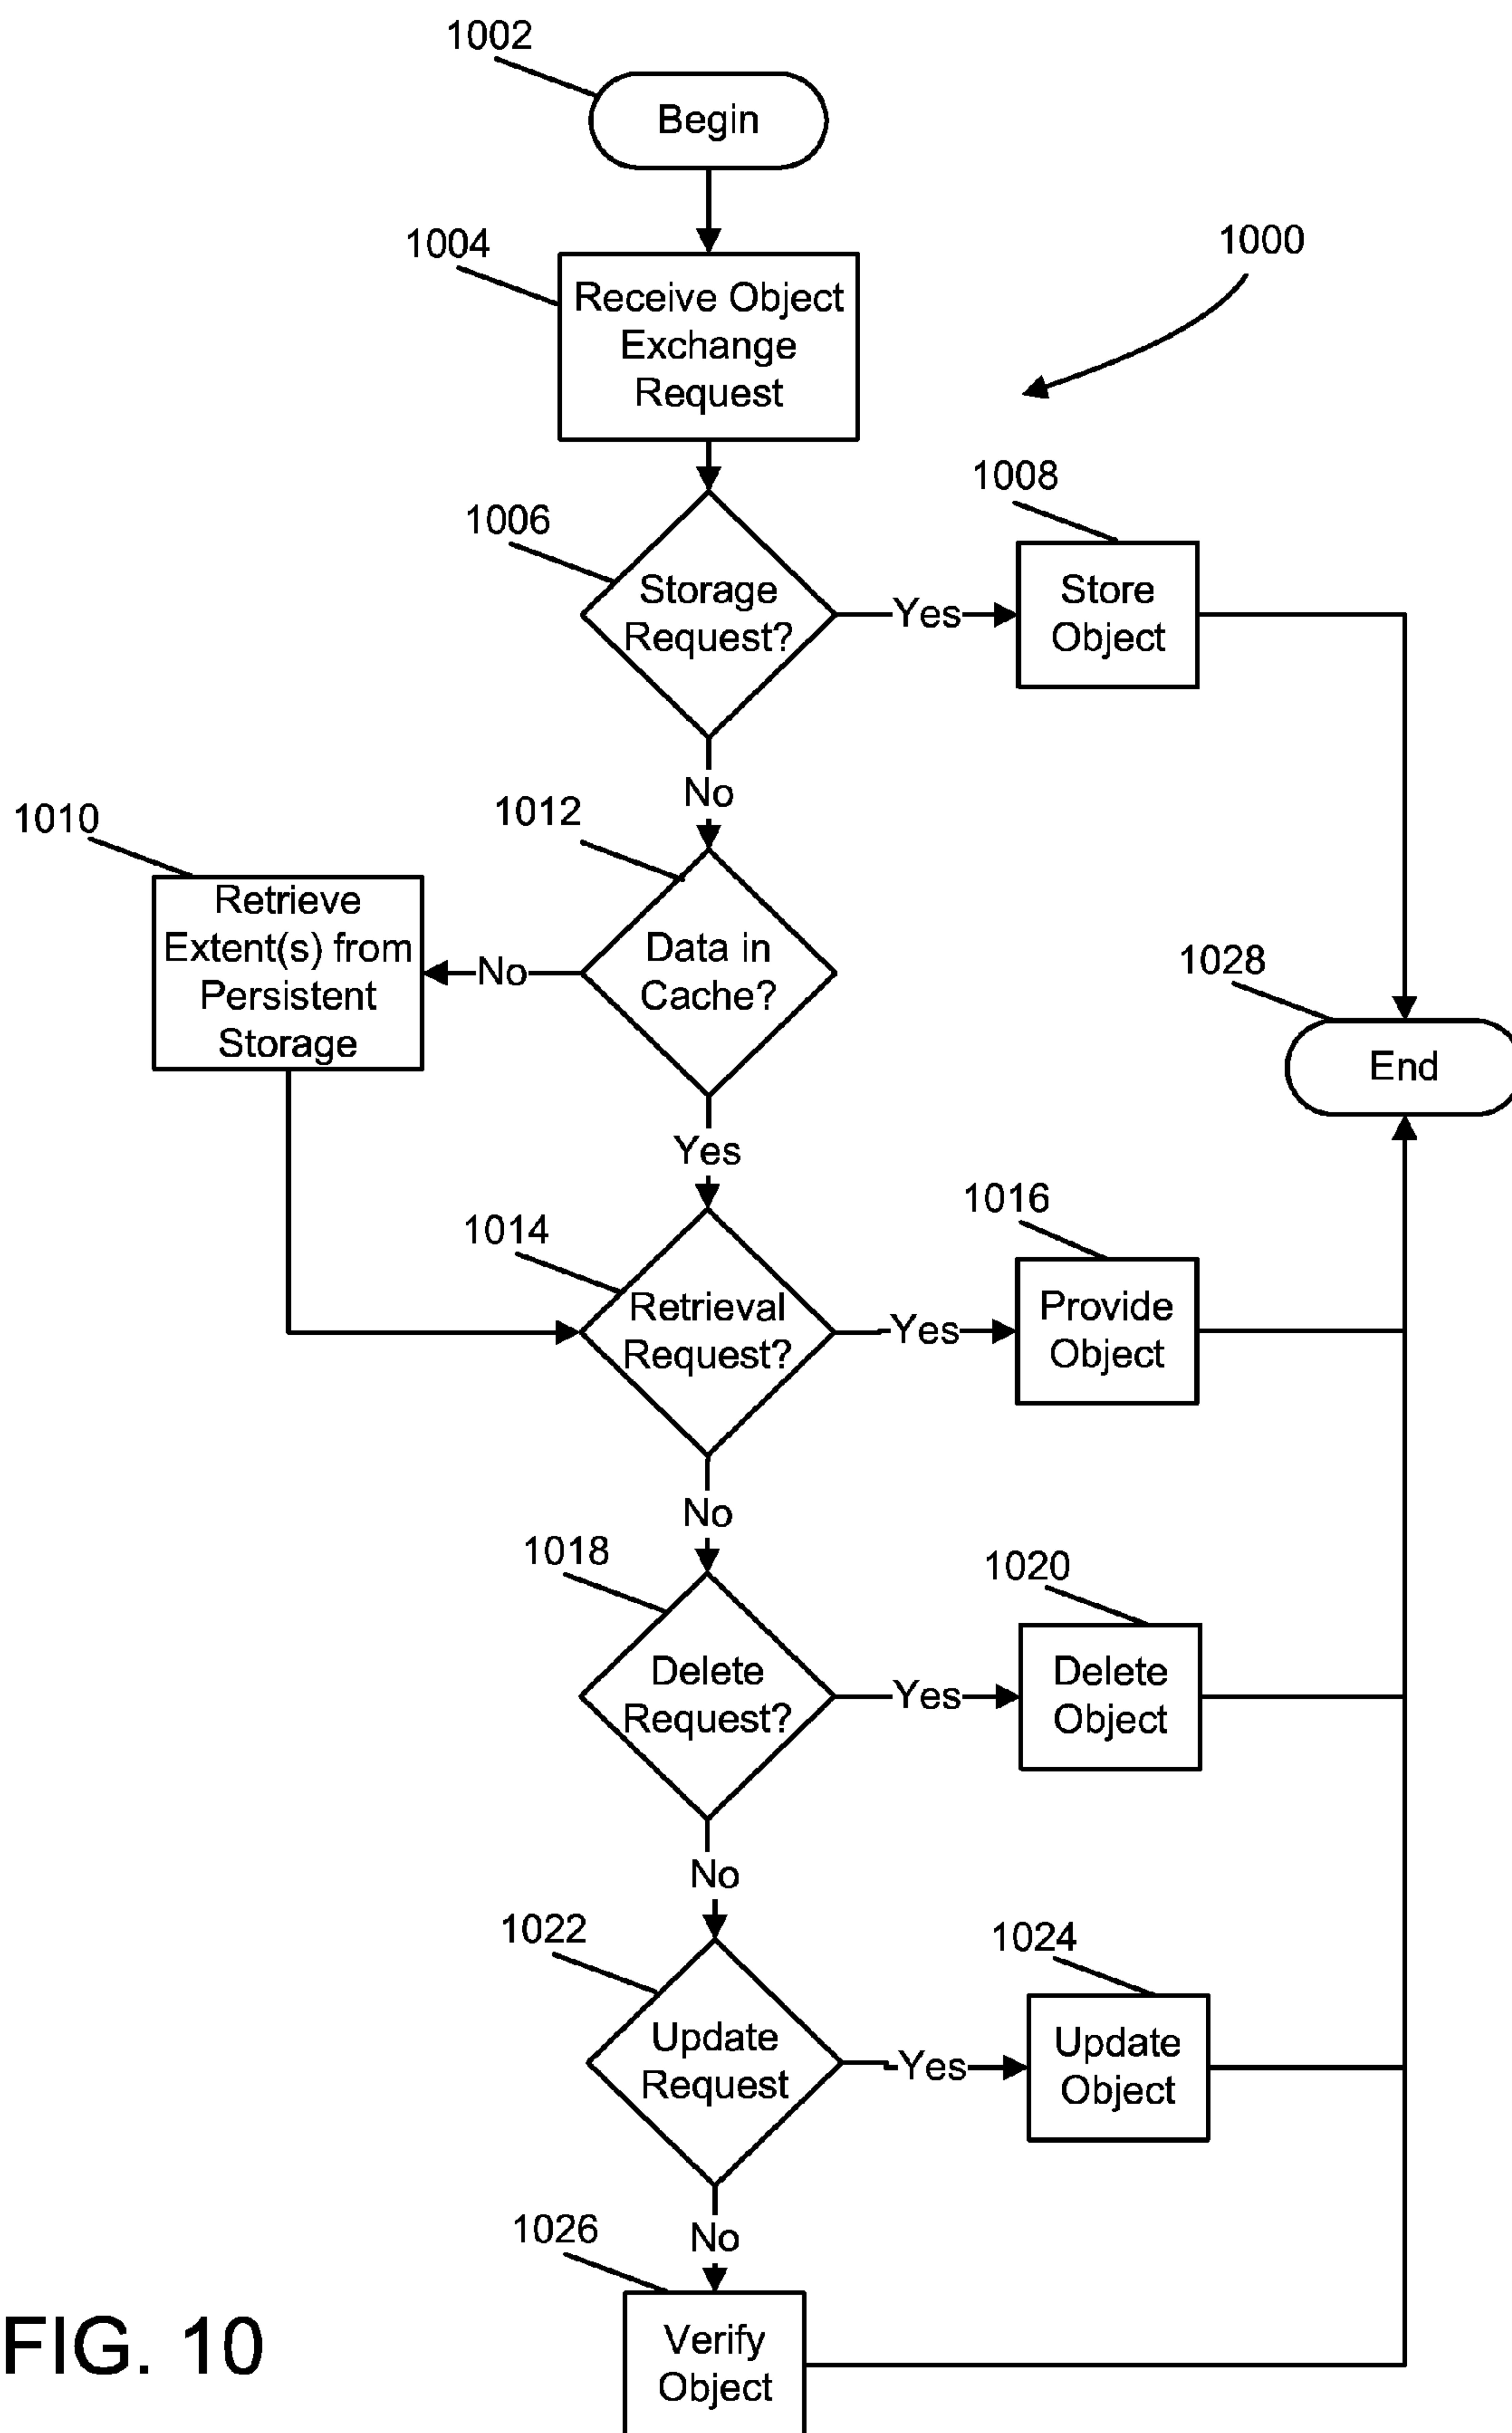 1002
Begin
1004
Receive Object
Exchange
Request
1000
1006
Storage
Request?
Yes
1008
Store
Object
No
1010
Retrieve
Extent(s) from
Persistent
Storage
1012
Data in
Cache?
No
Yes
1028
End
1014
Retrieval
Request?
Yes
1016
Provide
Object
No
1018
Delete
Request?
Yes
1020
Delete
Object
No
1022
Update
Request
Yes
1024
Update
Object
No
1026
Verify
Object
FIG. 10